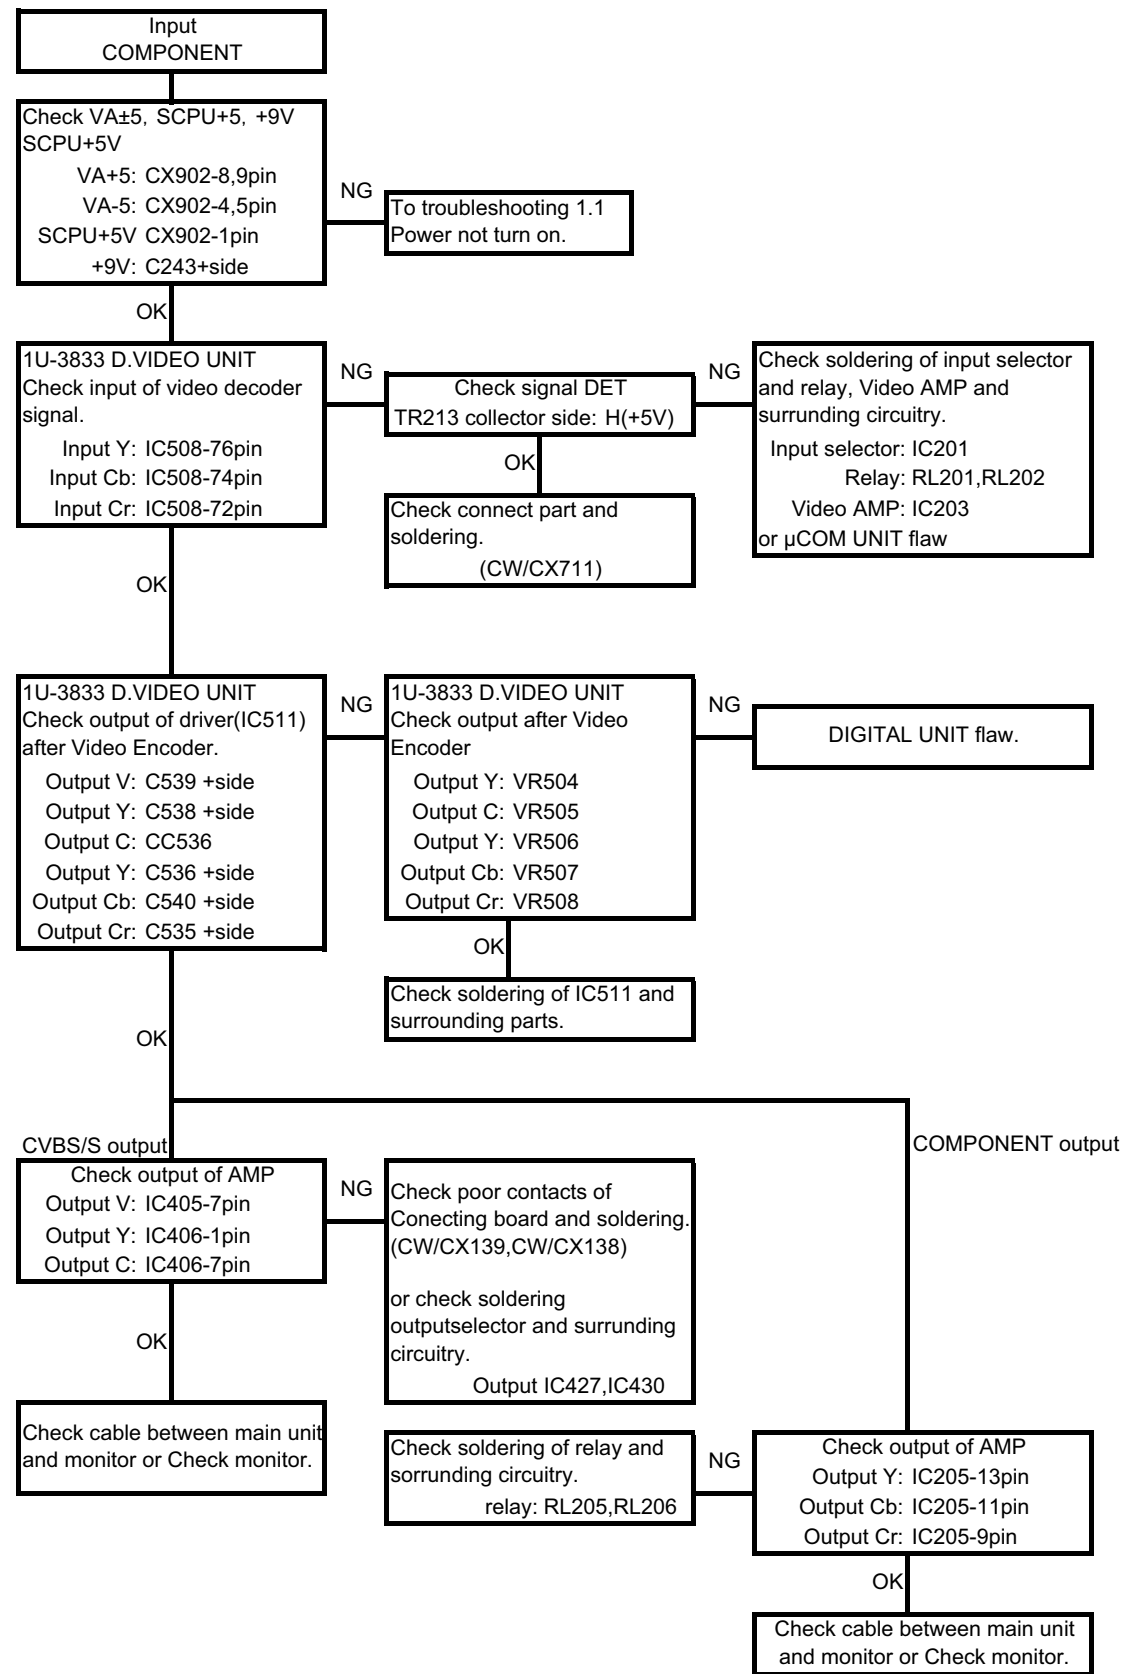 Input
COMPONENT
Check VA±5, SCPU+5, +9V
SCPU+5V
VA+5: CX902-8,9pin
VA-5: CX902-4,5pin
SCPU+5V CX902-1pin
+9V: C243+side
NG
To troubleshooting 1.1
Power not turn on.
OK
1U-3833 D.VIDEO UNIT
Check input of video decoder
signal.
Input Y: IC508-76pin
Input Cb: IC508-74pin
Input Cr: IC508-72pin
NG
Check signal DET
TR213 collector side: H(+5V)
NG
Check soldering of input selector
and relay, Video AMP and
surrunding circuitry.
Input selector: IC201
Relay: RL201,RL202
Video AMP: IC203
or µCOM UNIT flaw
OK
Check connect part and
soldering.
(CW/CX711)
OK
1U-3833 D.VIDEO UNIT
Check output of driver(IC511)
after Video Encoder.
Output V: C539 +side
Output Y: C538 +side
Output C: CC536
Output Y: C536 +side
Output Cb: C540 +side
Output Cr: C535 +side
NG
1U-3833 D.VIDEO UNIT
Check output after Video
Encoder
Output Y: VR504
Output C: VR505
Output Y: VR506
Output Cb: VR507
Output Cr: VR508
NG
DIGITAL UNIT flaw.
OK
Check soldering of IC511 and
surrounding parts.
OK
CVBS/S output
COMPONENT output
Check output of AMP
Output V: IC405-7pin
Output Y: IC406-1pin
Output C: IC406-7pin
NG
Check poor contacts of
Conecting board and soldering.
(CW/CX139,CW/CX138)
or check soldering
outputselector and surrunding
circuitry.
Output IC427,IC430
OK
Check cable between main unit
and monitor or Check monitor.
Check soldering of relay and
sorrunding circuitry.
relay: RL205,RL206
NG
Check output of AMP
Output Y: IC205-13pin
Output Cb: IC205-11pin
Output Cr: IC205-9pin
OK
Check cable between main unit
and monitor or Check monitor.